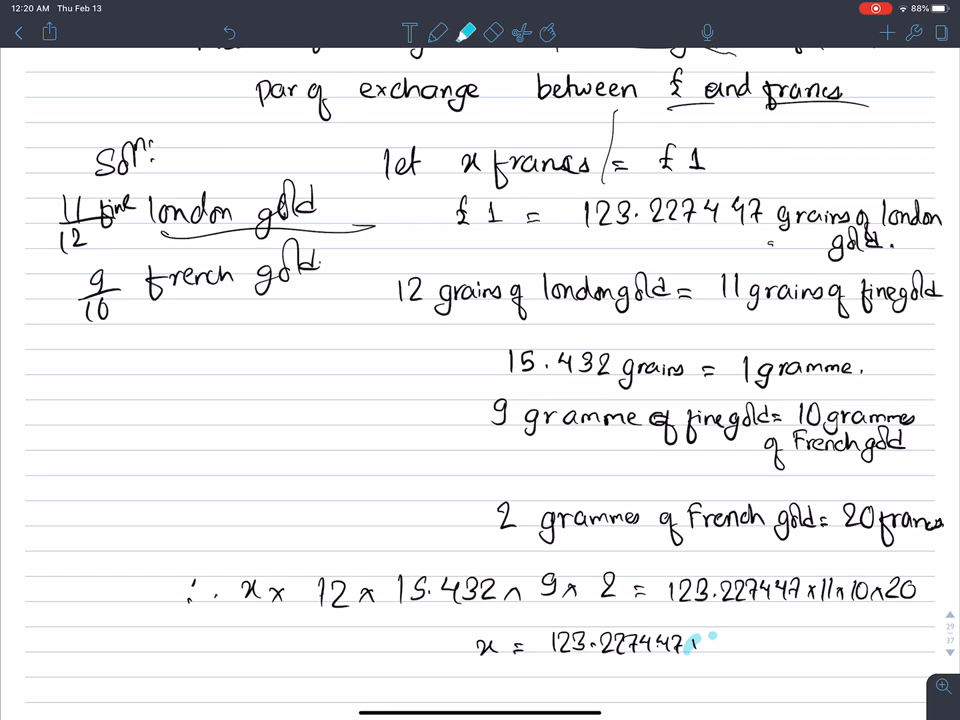 12:20 AM Thu Feb 13
88%
Par of exchange between £ and francs
Soln:
let x francs = £ 1
11/12 fine london gold
£ 1 = 123.227447 grains of london gold.
9/10 french gold
12 grains of london gold = 11 grains of fine gold
15.432 grains = 1 gramme.
9 gramme of fine gold = 10 grammes of French gold
2 grammes of French gold = 20 francs
∴ x × 12 × 15.432 × 9 × 2 = 123.227447 × 11 × 10 × 20
x = 123.227447
29
37